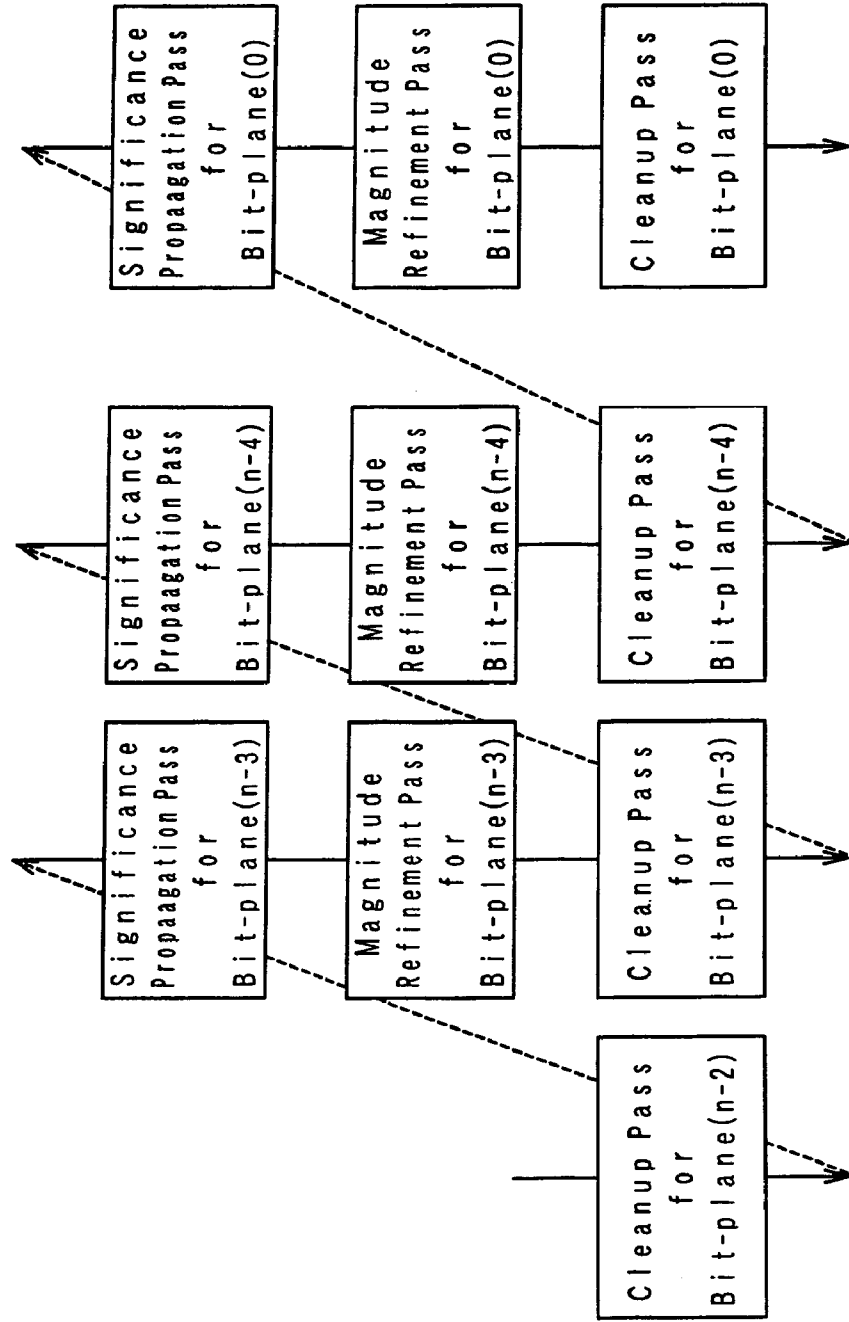 Cleanup Pass
for
Bit-plane(n-2)
Significance
Propaagation Pass
for
Bit-plane(n-3)
Magnitude
Refinement Pass
for
Bit-plane(n-3)
Cleanup Pass
for
Bit-plane(n-3)
Significance
Propaagation Pass
for
Bit-plane(n-4)
Magnitude
Refinement Pass
for
Bit-plane(n-4)
Cleanup Pass
for
Bit-plane(n-4)
Significance
Propaagation Pass
for
Bit-plane(0)
Magnitude
Refinement Pass
for
Bit-plane(0)
Cleanup Pass
for
Bit-plane(0)